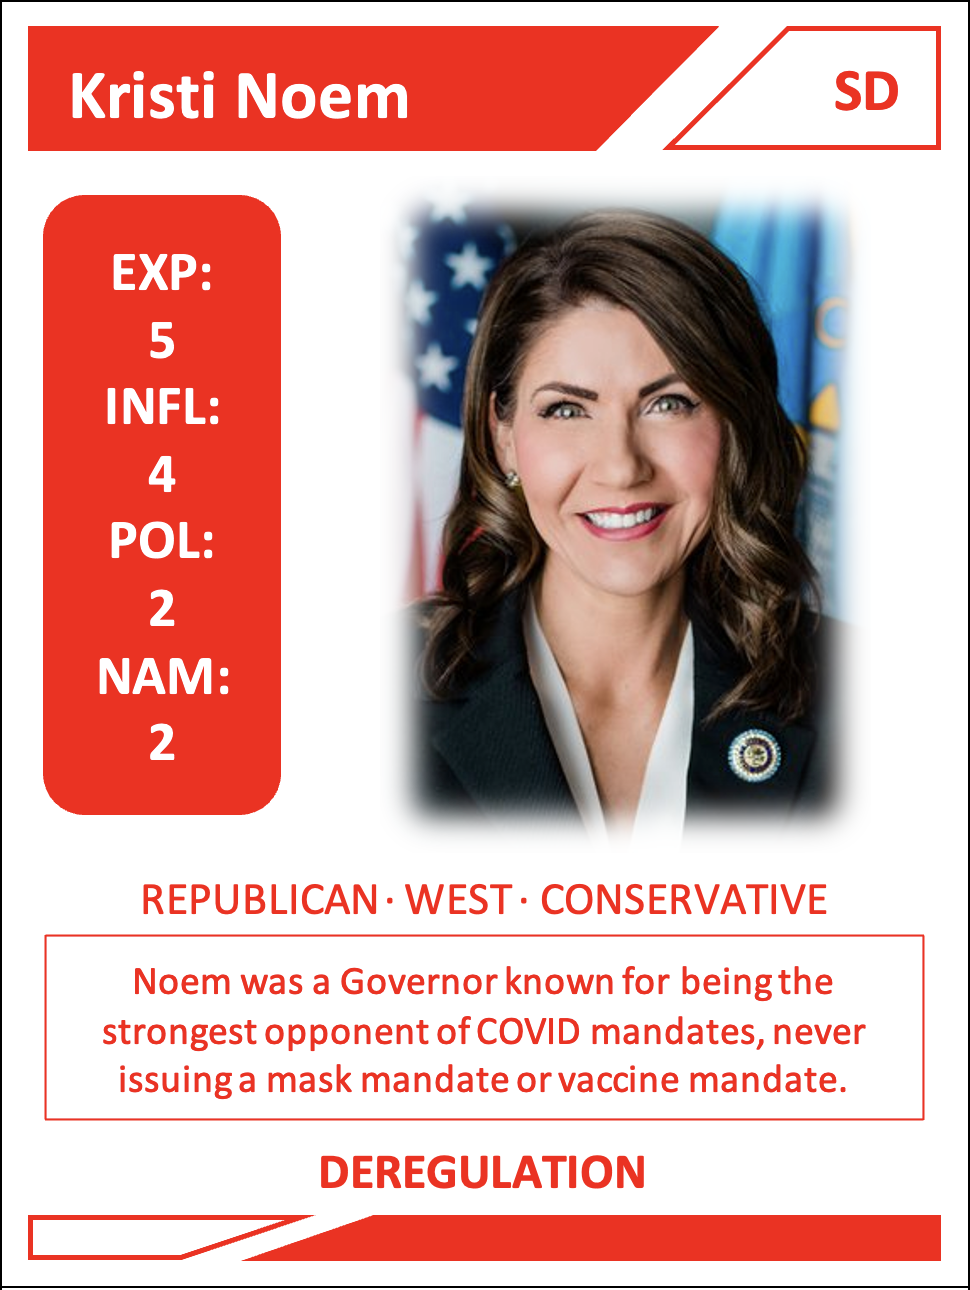 Kristi Noem
SD
EXP:
5
INFL:
4
POL:
2
NAM:
2
REPUBLICAN · WEST · CONSERVATIVE
Noem was a Governor known for being the
strongest opponent of COVID mandates, never
issuing a mask mandate or vaccine mandate.
DEREGULATION